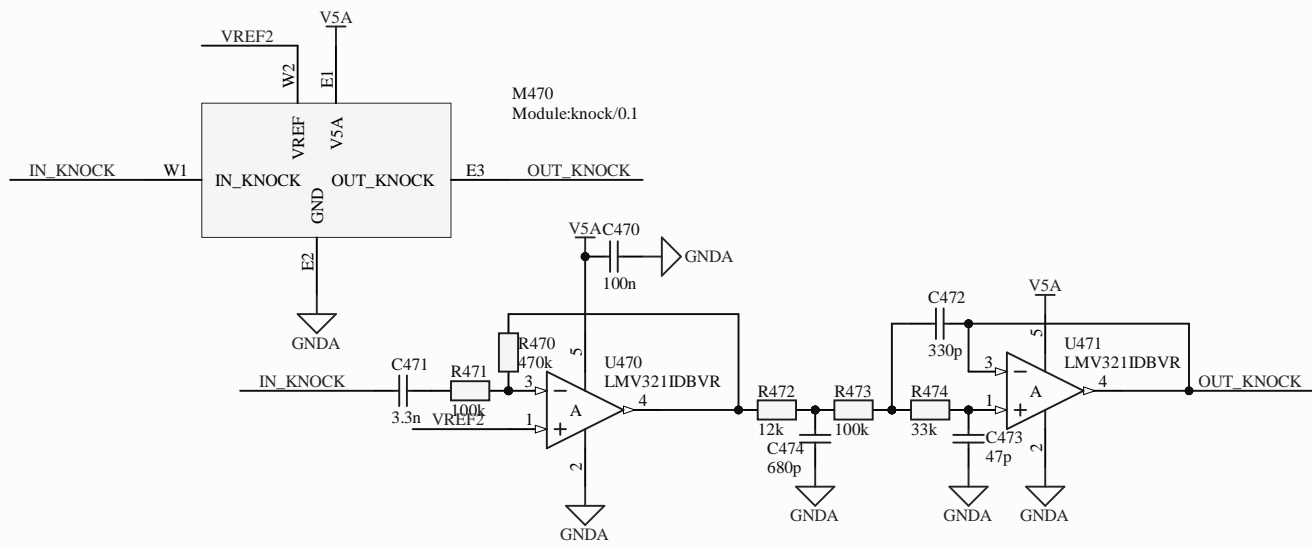 V5A
VREF2
W2
E1
M470
Module:knock/0.1
VREF
V5A
IN_KNOCK
W1
IN_KNOCK
OUT_KNOCK
E3
OUT_KNOCK
GND
E2
GNDA
V5A
C470
GNDA
100n
R470
470k
5
U470
LMV321IDBVR
C471
R471
IN_KNOCK
3
3.3n
100k
VREF2
1
A
4
2
GNDA
R472
12k
C474
680p
GNDA
R473
100k
R474
33k
C473
47p
GNDA
C472
330p
V5A
5
U471
LMV321IDBVR
3
1
A
4
OUT_KNOCK
2
GNDA